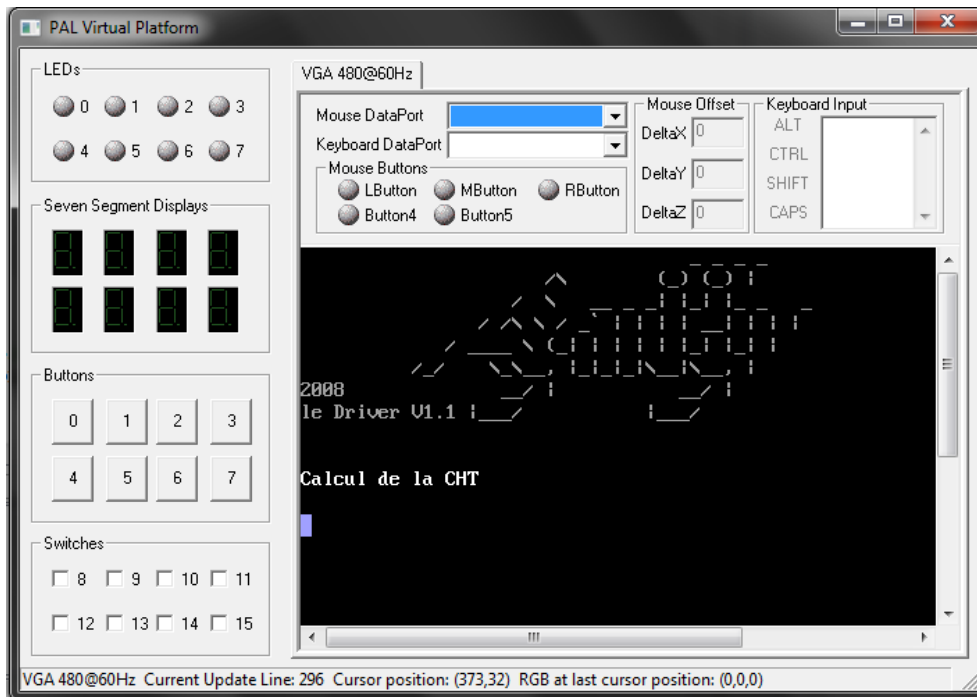 PAL Virtual Platform
LEDs
0 1 2 3
4 5 6 7
Seven Segment Displays
Buttons
0 1 2 3
4 5 6 7
Switches
8 9 10 11
12 13 14 15
VGA 480@60Hz
Mouse DataPort
Keyboard DataPort
Mouse Buttons
LButton MButton RButton
Button4 Button5
Mouse Offset
DeltaX 0
DeltaY 0
DeltaZ 0
Keyboard Input
ALT
CTRL
SHIFT
CAPS
2008
le Driver V1.1
Calcul de la CHT
VGA 480@60Hz Current Update Line: 296 Cursor position: (373,32) RGB at last cursor position: (0,0,0)